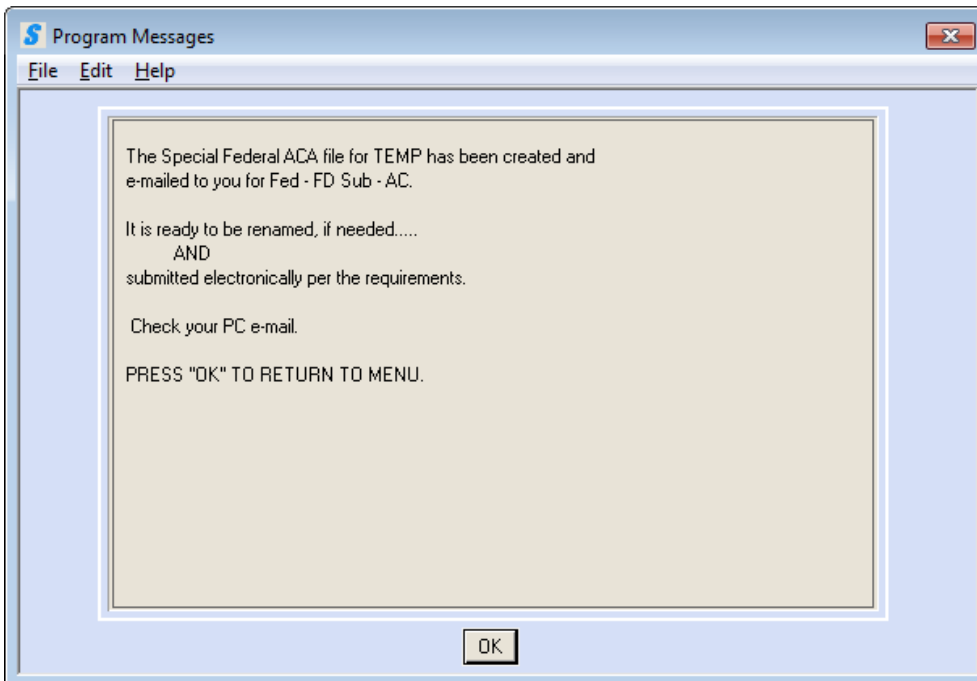 S Program Messages
File Edit Help
The Special Federal ACA file for TEMP has been created and
e-mailed to you for Fed - FD Sub - AC.
It is ready to be renamed, if needed.....
AND
submitted electronically per the requirements.
Check your PC e-mail.
PRESS "OK" TO RETURN TO MENU.
OK